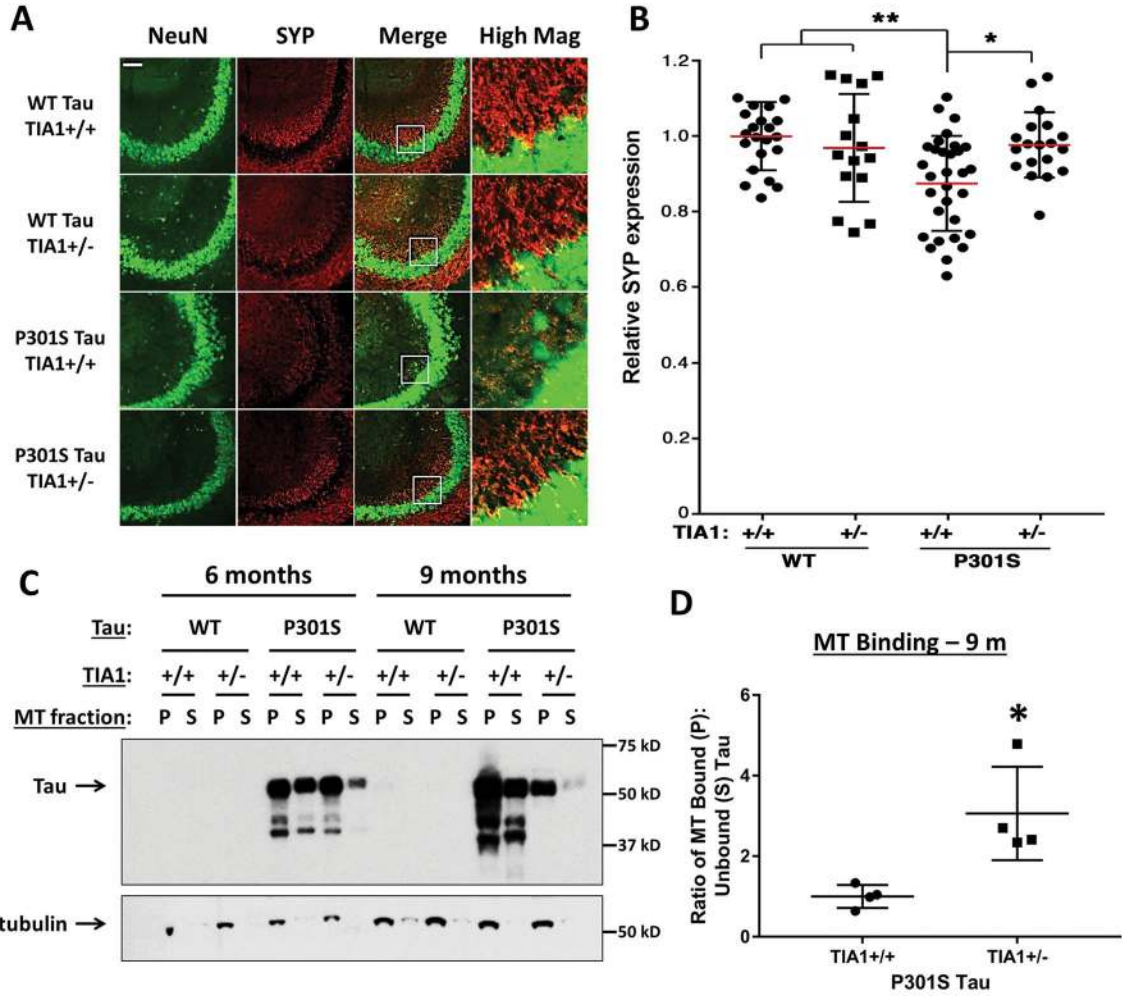 A
NeuN SYP Merge High Mag
WT Tau
TIA1+/+
WT Tau
TIA1+/-
P301S Tau
TIA1+/+
P301S Tau
TIA1+/-
B
** *
Relative SYP expression
1.2
1.0
0.8
0.6
0.4
0.2
0
TIA1: +/+ +/- +/+ +/-
WT P301S
C
6 months 9 months
Tau: WT P301S WT P301S
TIA1: +/+ +/- +/+ +/- +/+ +/- +/+ +/-
MT fraction: P S P S P S P S P S P S P S P S
75 kD
Tau → 50 kD
37 kD
tubulin → 50 kD
D
MT Binding – 9 m
Ratio of MT Bound (P):
Unbound (S) Tau
6
4
2
0
*
TIA1+/+ TIA1+/-
P301S Tau